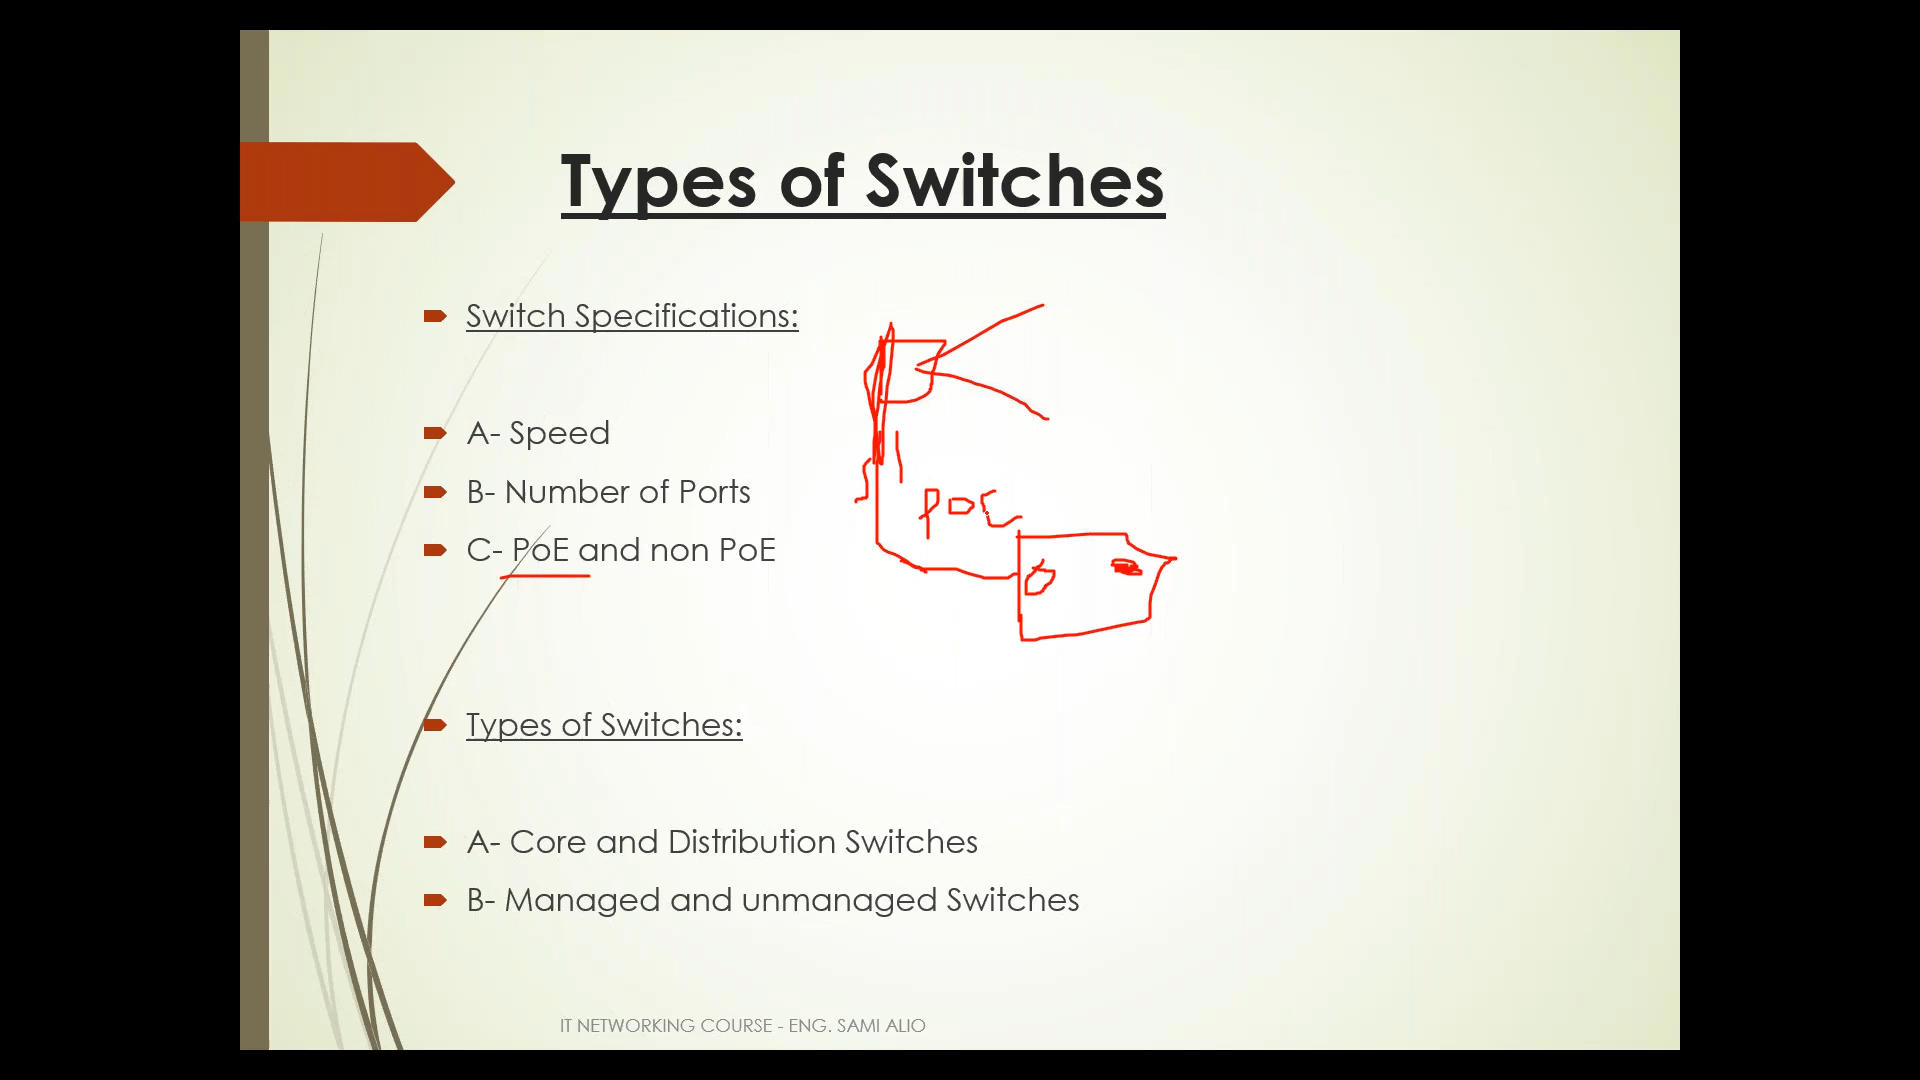 Types of Switches
Switch Specifications:
A- Speed
B- Number of Ports
C- PoE and non PoE
Types of Switches:
A- Core and Distribution Switches
B- Managed and unmanaged Switches
IT NETWORKING COURSE - ENG. SAMI ALIO